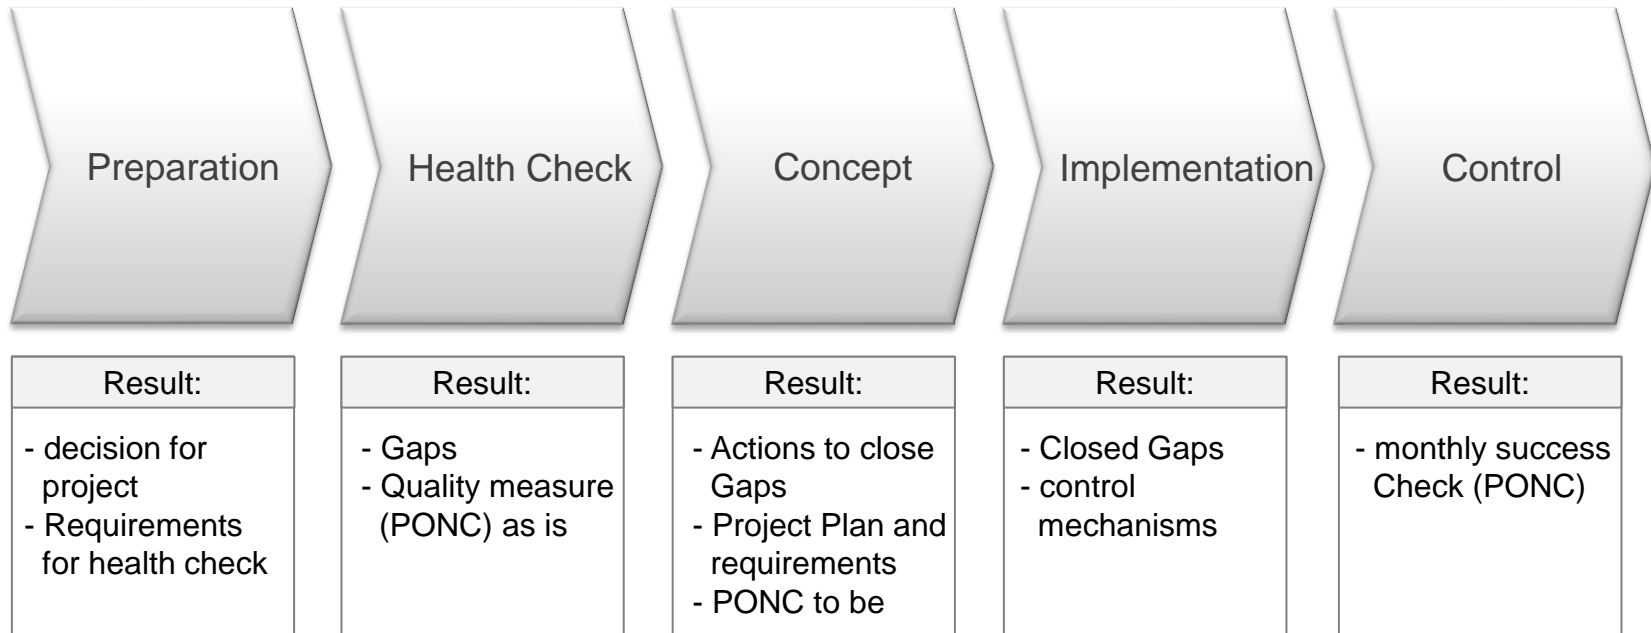 Preparation
Health Check
Concept
Implementation
Control
Result:
- decision for
project
- Requirements
for health check
Result:
- Gaps
- Quality measure
(PONC) as is
Result:
- Actions to close
Gaps
- Project Plan and
requirements
- PONC to be
Result:
- Closed Gaps
- control
mechanisms
Result:
- monthly success
Check (PONC)